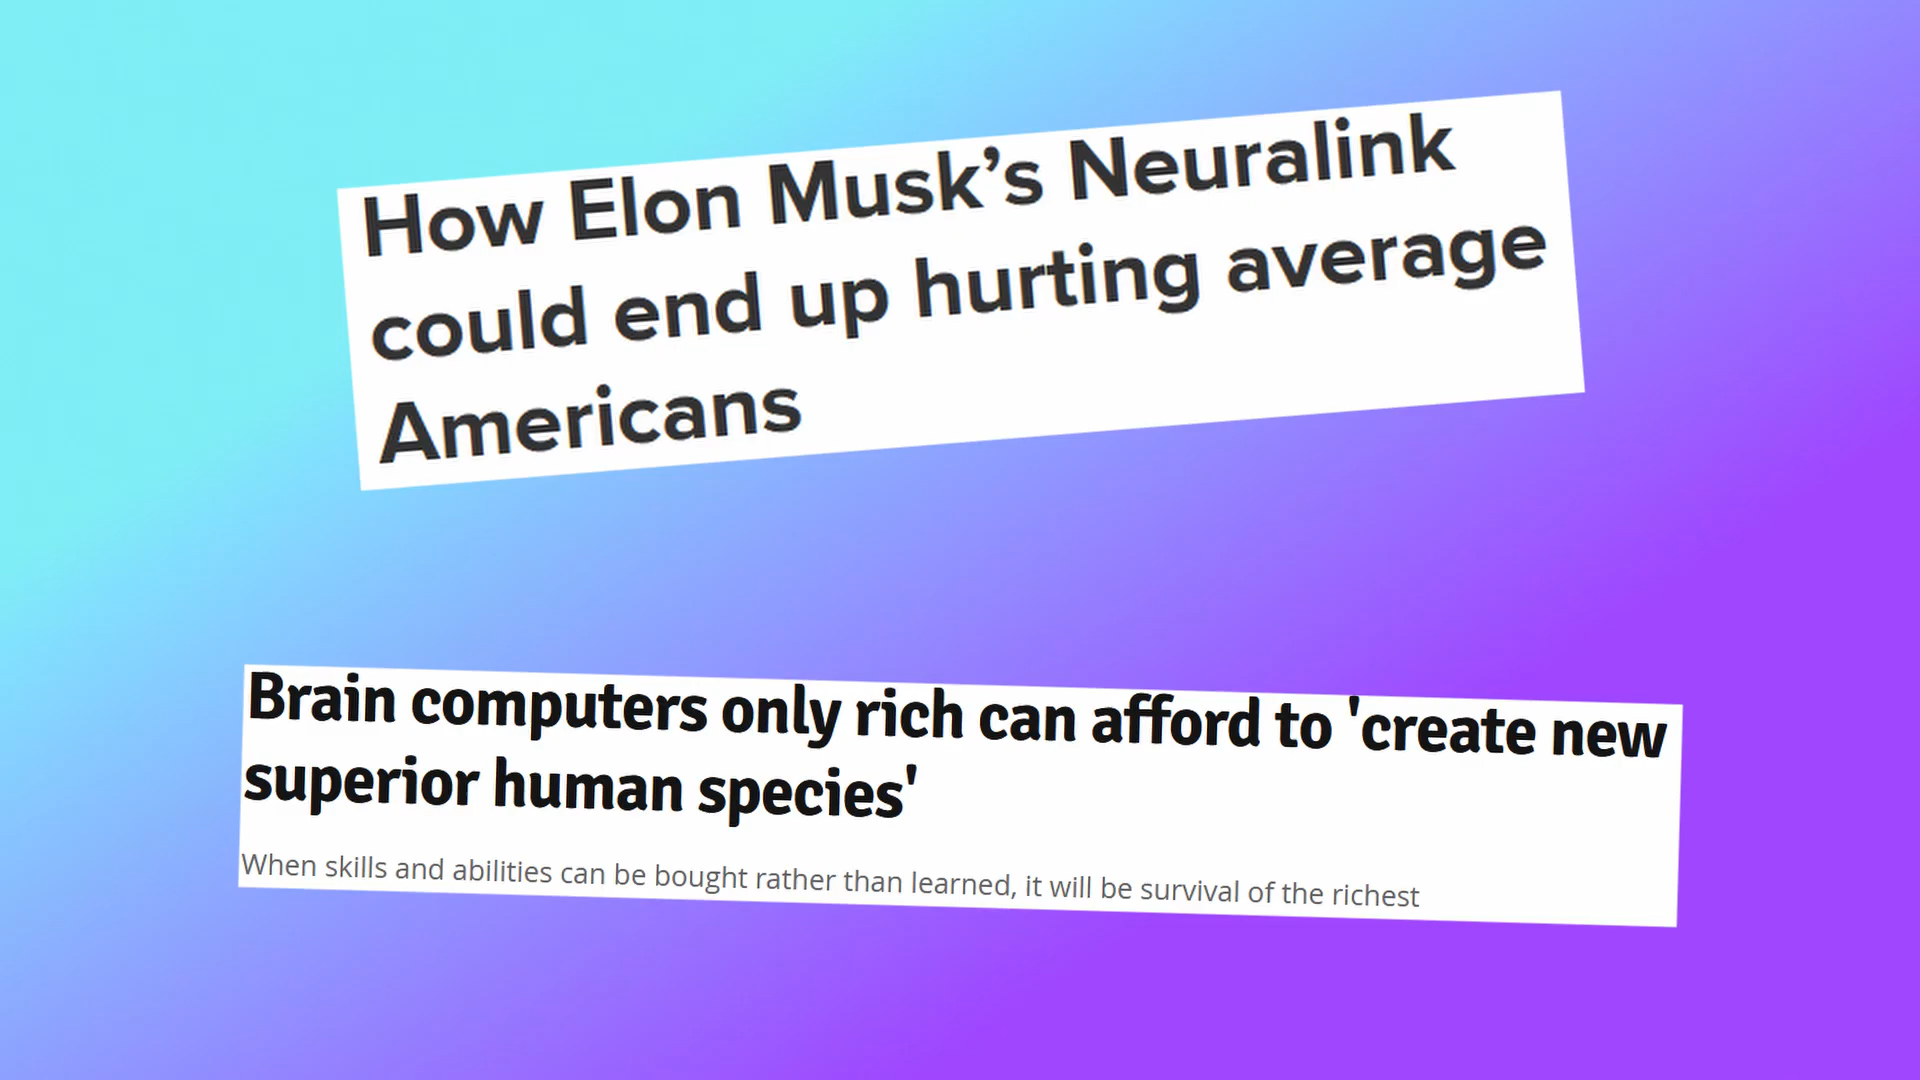 How Elon Musk’s Neuralink
could end up hurting average
Americans
Brain computers only rich can afford to 'create new
superior human species'
When skills and abilities can be bought rather than learned, it will be survival of the richest